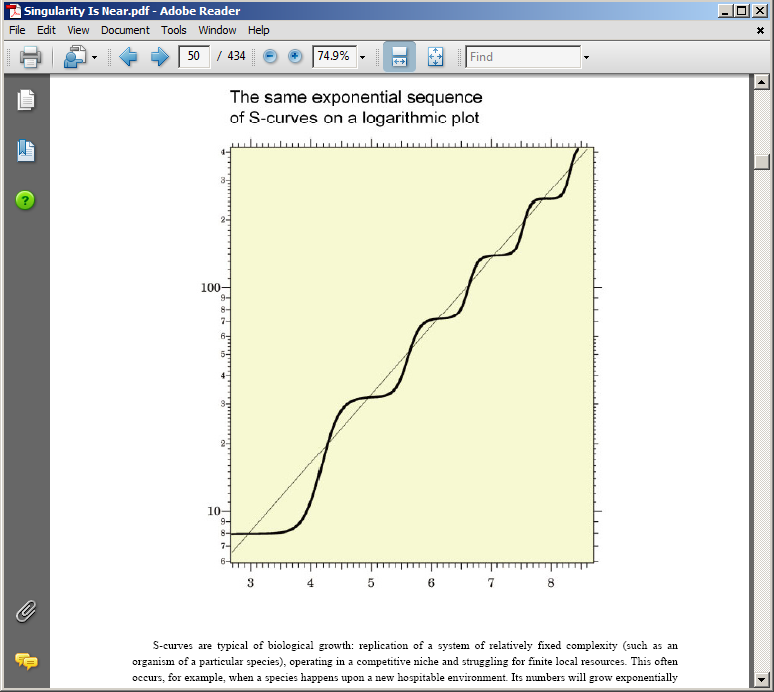 Singularity Is Near.pdf - Adobe Reader
File Edit View Document Tools Window Help
50 / 434 74.9% Find
The same exponential sequence
of S-curves on a logarithmic plot
4
3
2
100
9
8
7
6
5
4
3
2
10
9
8
7
6
3 4 5 6 7 8
S-curves are typical of biological growth: replication of a system of relatively fixed complexity (such as an
organism of a particular species), operating in a competitive niche and struggling for finite local resources. This often
occurs, for example, when a species happens upon a new hospitable environment. Its numbers will grow exponentially